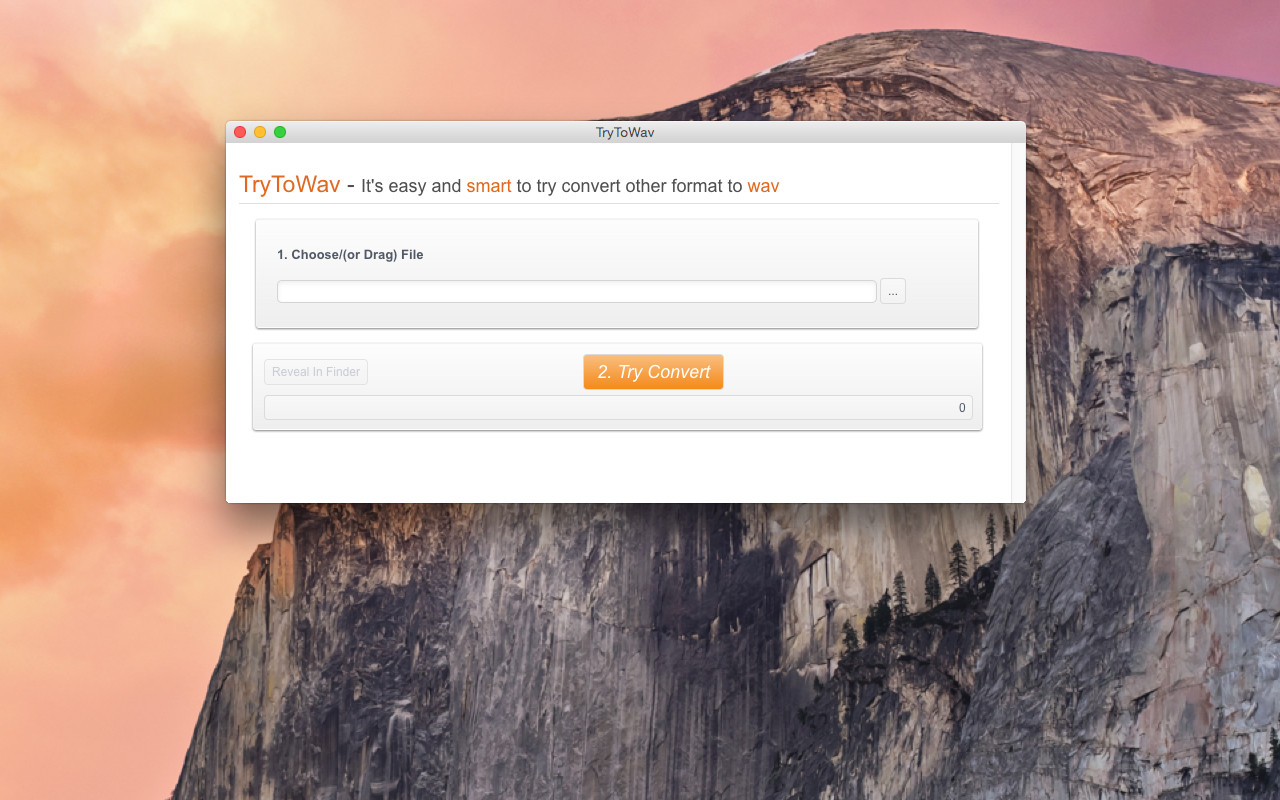 TryToWav
TryToWav - It's easy and smart to try convert other format to wav
1. Choose/(or Drag) File
...
Reveal In Finder
2. Try Convert
0